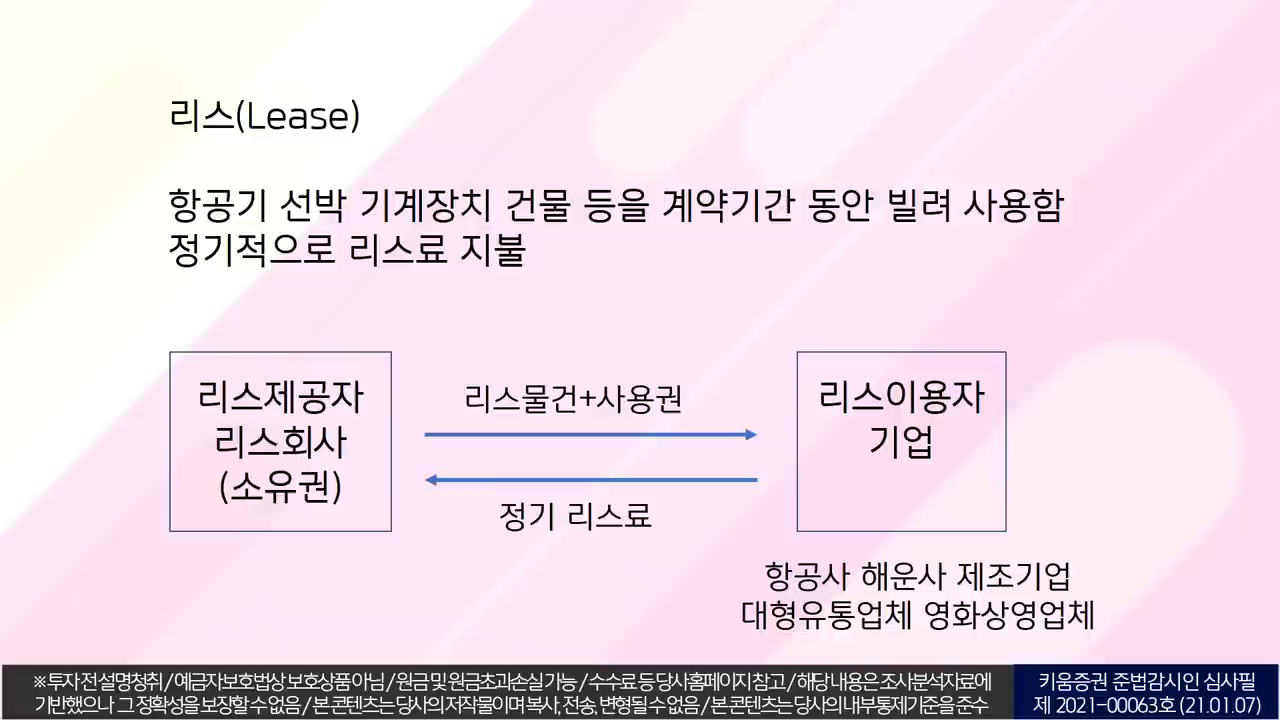 리스(Lease)
항공기 선박 기계장치 건물 등을 계약기간 동안 빌려 사용함
정기적으로 리스료 지불
리스제공자
리스회사
(소유권)
리스물건+사용권
정기 리스료
리스이용자
기업
항공사 해운사 제조기업
대형유통업체 영화상영업체
※ 투자 전 설명청취 / 예금자보호법상 보호상품 아님 / 원금 및 원금초과손실 가능 / 수수료 등 당사홈페이지 참고 / 해당 내용은 조사분석자료에
기반했으나 그 정확성을 보장할 수 없음 / 본 콘텐츠는 당사의 저작물이며 복사, 전송, 변형될 수 없음 / 본 콘텐츠는 당사의 내부통제기준을 준수
키움증권 준법감시인 심사필
제 2021-00063호 (21.01.07)